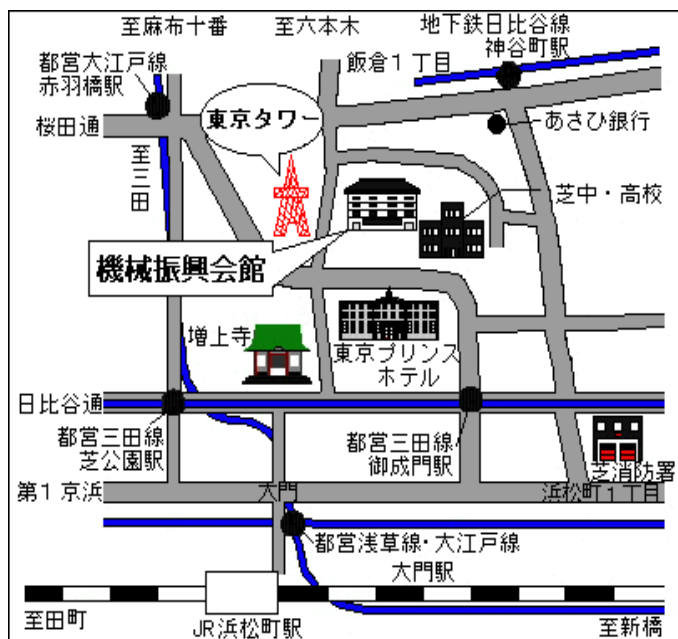 至麻布十番
至六本木
地下鉄日比谷線
神谷町駅
都営大江戸線
赤羽橋駅
飯倉1丁目
東京タワー
あさひ銀行
桜田通
至三田
芝中・高校
機械振興会館
増上寺
東京プリンス
ホテル
日比谷通
都営三田線
芝公園駅
都営三田線
御成門駅
芝消防署
第1京浜
大門
浜松町1丁目
都営浅草線・大江戸線
大門駅
至田町
JR浜松町駅
至新橋